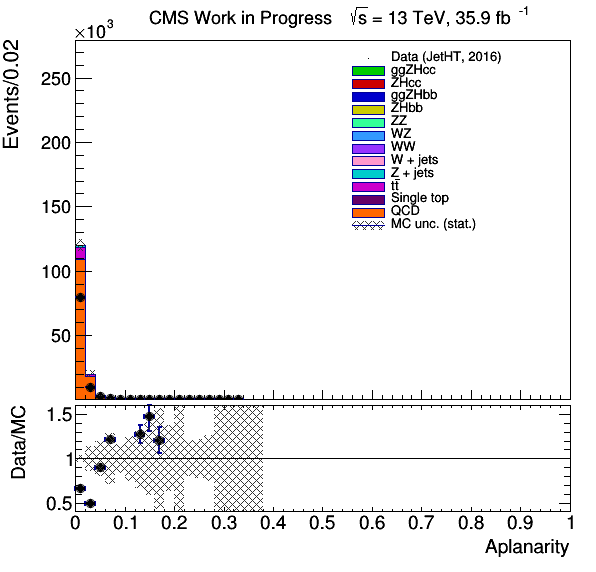 CMS Work in Progress √s = 13 TeV, 35.9 fb⁻¹
×10³
Events/0.02
250
200
150
100
50
Data (JetHT, 2016)
ggZHcc
ZHcc
ggZHbb
ZHbb
ZZ
WZ
WW
W + jets
Z + jets
tt̄
Single top
QCD
MC unc. (stat.)
Data/MC
1.5
1
0.5
0 0.1 0.2 0.3 0.4 0.5 0.6 0.7 0.8 0.9 1
Aplanarity